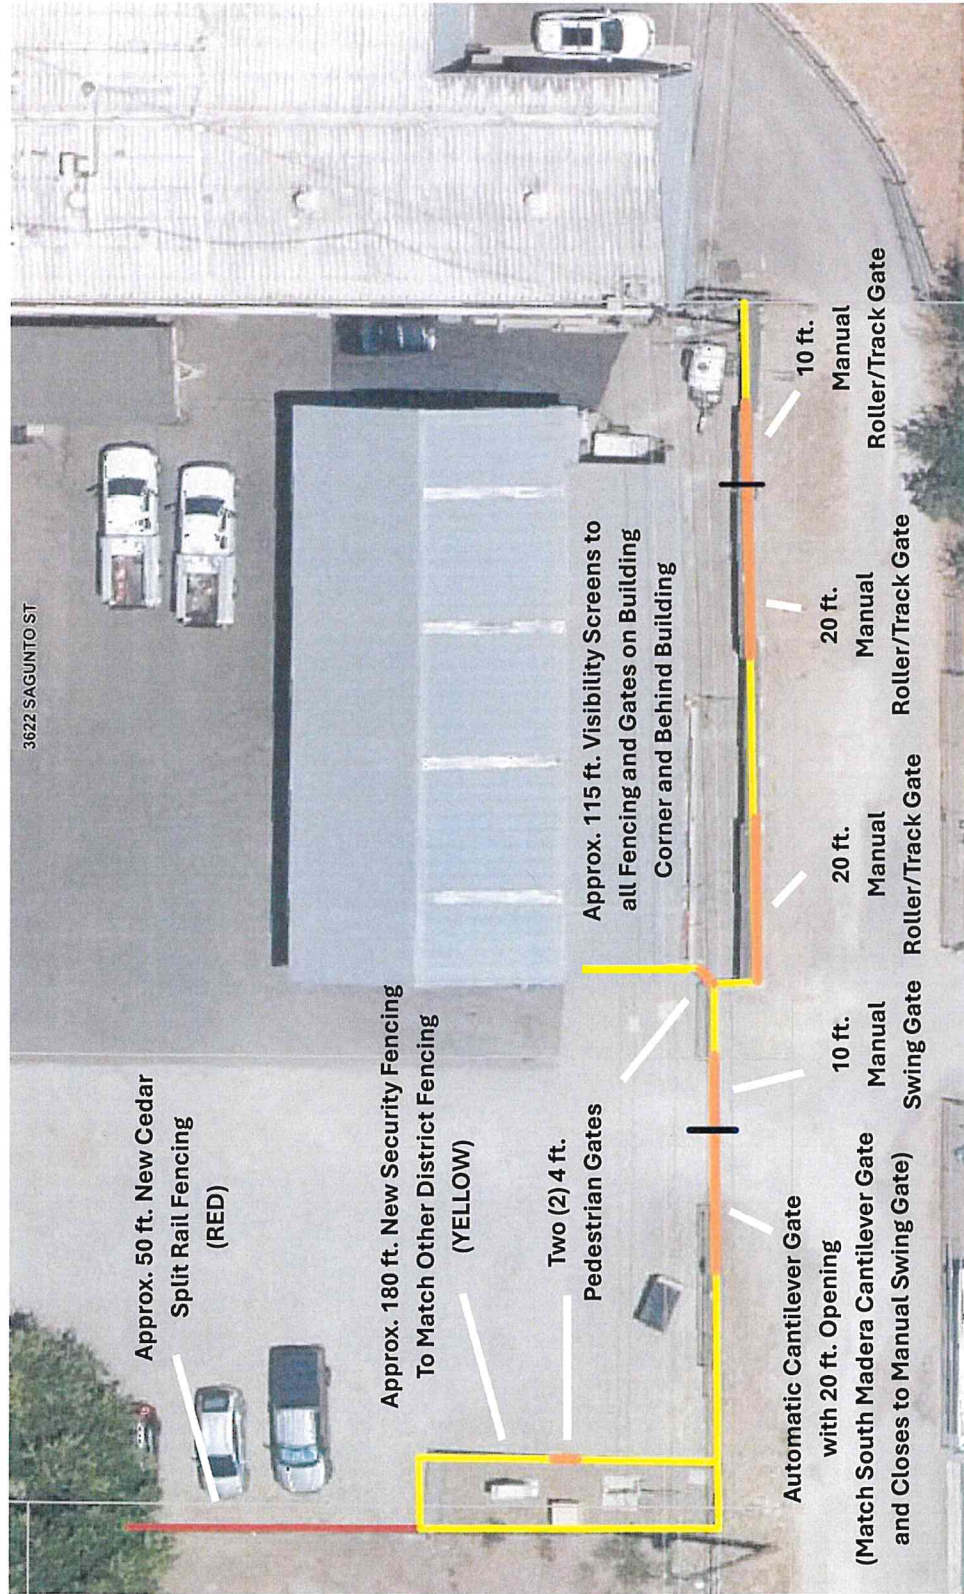 3622 SAGUNTO ST
Approx. 50 ft. New Cedar
Split Rail Fencing
(RED)
Approx. 180 ft. New Security Fencing
To Match Other District Fencing
(YELLOW)
Two (2) 4 ft.
Pedestrian Gates
Approx. 115 ft. Visibility Screens to
all Fencing and Gates on Building
Corner and Behind Building
Automatic Cantilever Gate
with 20 ft. Opening
(Match South Madera Cantilever Gate
and Closes to Manual Swing Gate)
10 ft.
Manual
Swing Gate
20 ft.
Manual
Roller/Track Gate
20 ft.
Manual
Roller/Track Gate
10 ft.
Manual
Roller/Track Gate